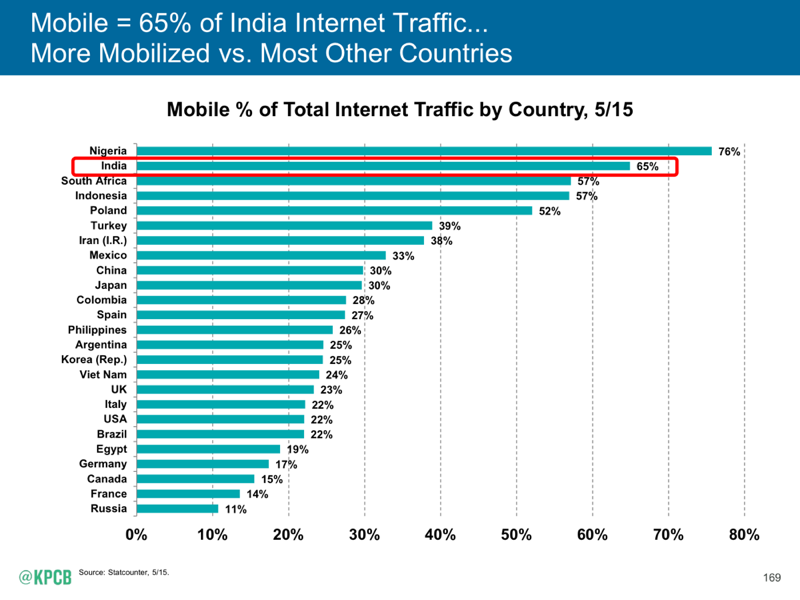 Mobile = 65% of India Internet Traffic...
More Mobilized vs. Most Other Countries
Mobile % of Total Internet Traffic by Country, 5/15
Nigeria 76%
India 65%
South Africa 57%
Indonesia 57%
Poland 52%
Turkey 39%
Iran (I.R.) 38%
Mexico 33%
China 30%
Japan 30%
Colombia 28%
Spain 27%
Philippines 26%
Argentina 25%
Korea (Rep.) 25%
Viet Nam 24%
UK 23%
Italy 22%
USA 22%
Brazil 22%
Egypt 19%
Germany 17%
Canada 15%
France 14%
Russia 11%
0% 10% 20% 30% 40% 50% 60% 70% 80%
@KPCB Source: Statcounter, 5/15. 169